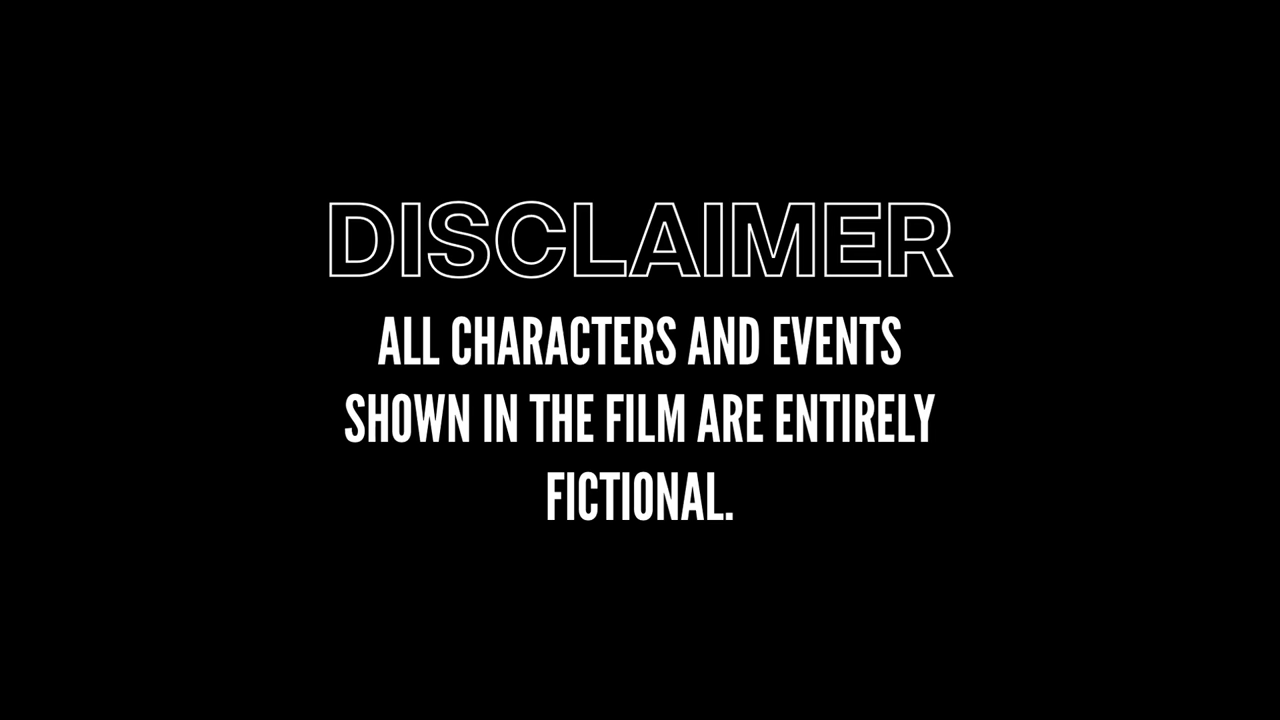 DISCLAIMER
ALL CHARACTERS AND EVENTS
SHOWN IN THE FILM ARE ENTIRELY
FICTIONAL.